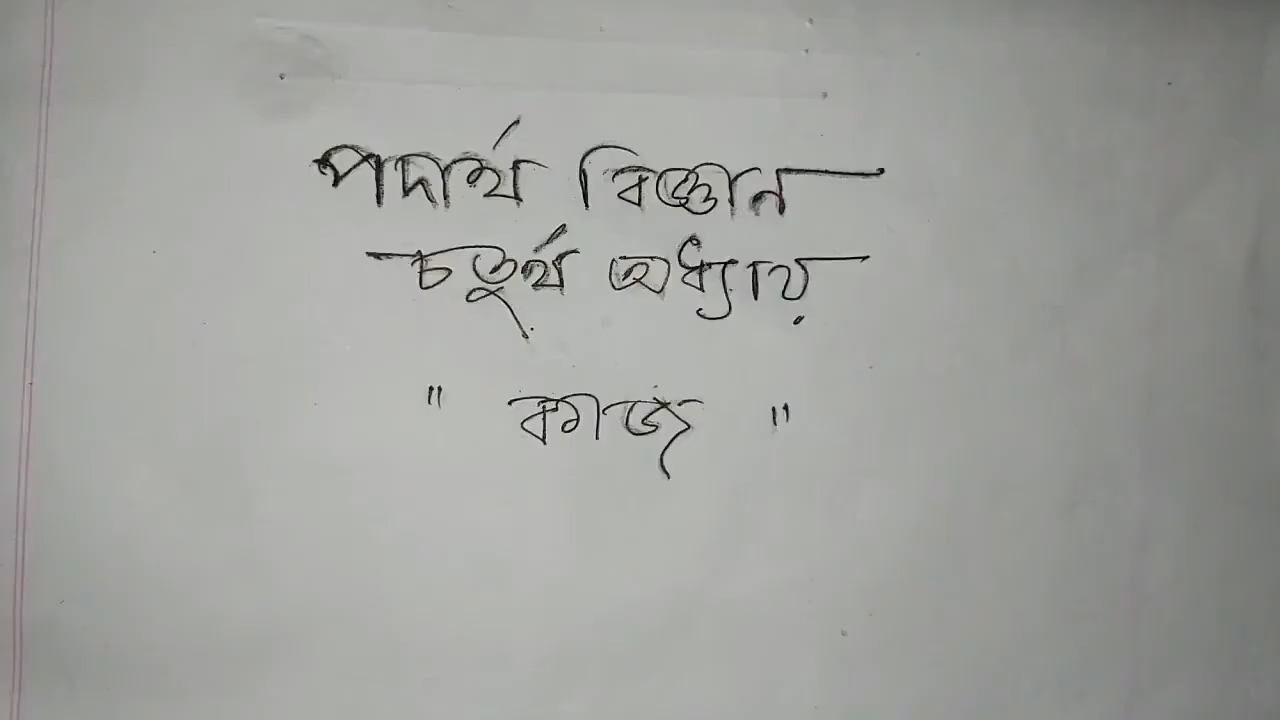 পদার্থ বিজ্ঞান
চতুর্থ অধ্যায়
" কাজ "